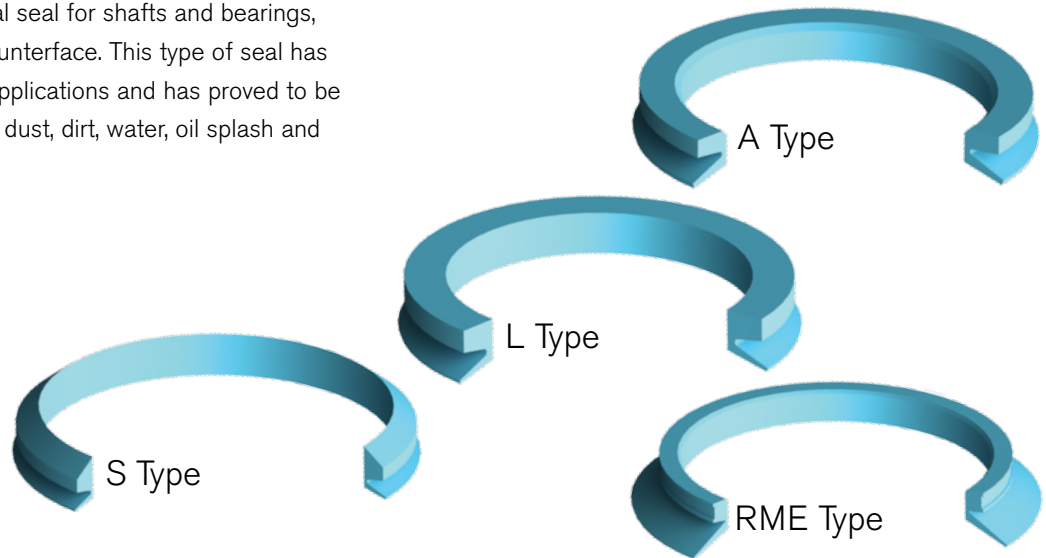 al seal for shafts and bearings,
unterface. This type of seal has
pplications and has proved to be
dust, dirt, water, oil splash and
A Type
L Type
S Type
RME Type